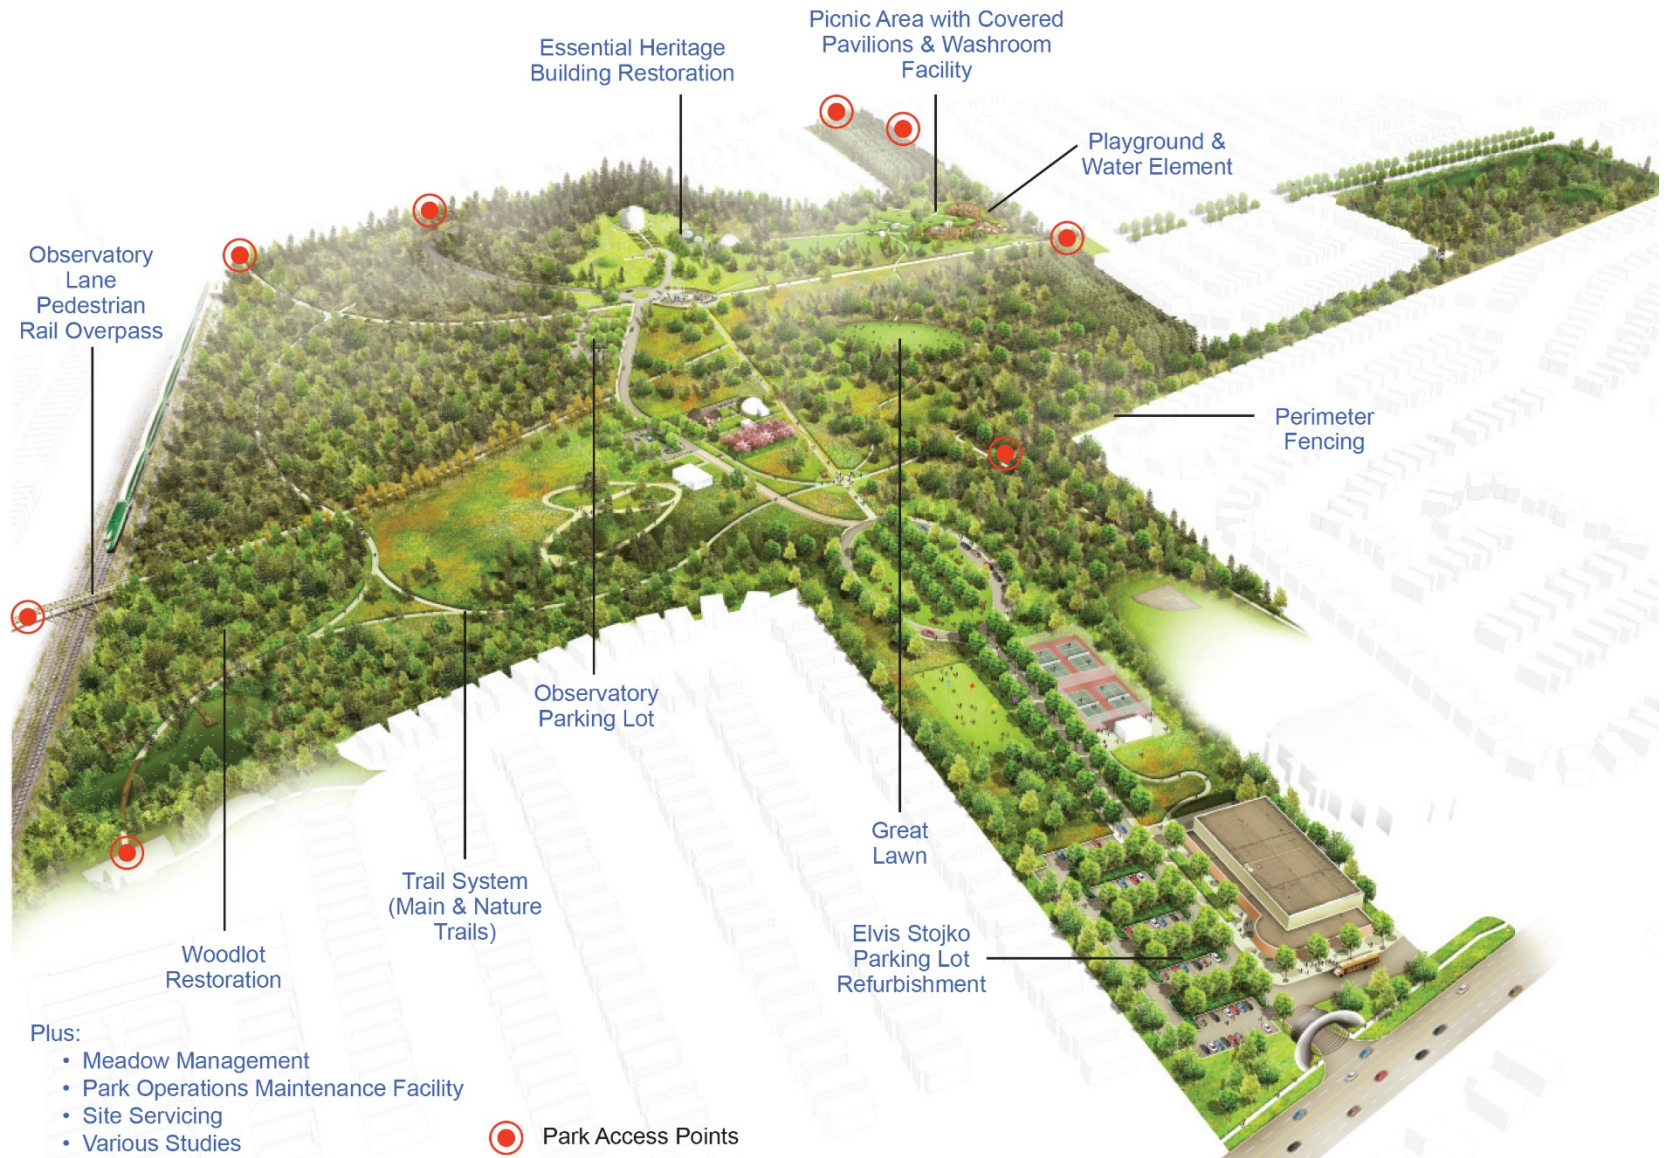 Picnic Area with Covered
Pavilions & Washroom
Facility
Essential Heritage
Building Restoration
Playground &
Water Element
Observatory
Lane
Pedestrian
Rail Overpass
Perimeter
Fencing
Observatory
Parking Lot
Great
Lawn
Trail System
(Main & Nature
Trails)
Elvis Stojko
Parking Lot
Refurbishment
Woodlot
Restoration
Plus:
• Meadow Management
• Park Operations Maintenance Facility
• Site Servicing
• Various Studies
Park Access Points